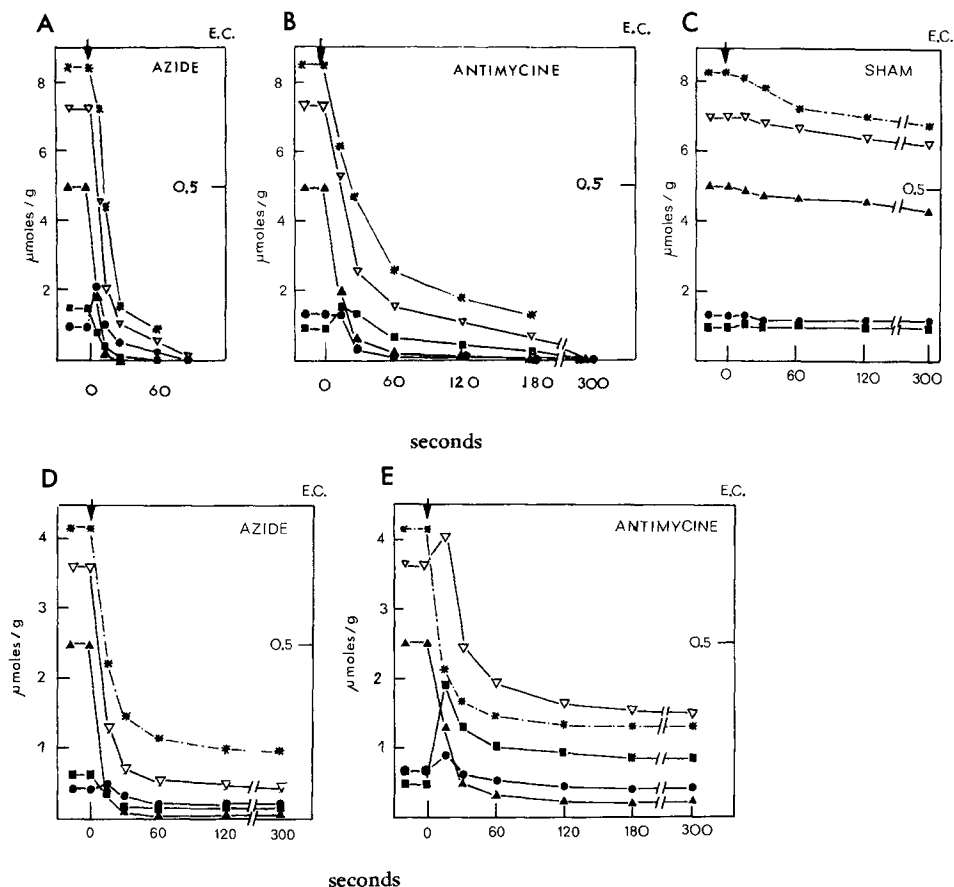 A
B
C
E.C.
E.C.
E.C.
AZIDE
ANTIMYCINE
SHAM
8
6
4
2
μmoles / g
0.5
0 60
8
6
4
2
μmoles / g
0.5
0 60 120 180 300
8
6
4
2
μmoles / g
0.5
0 60 120 300
seconds
D
E
E.C.
E.C.
AZIDE
ANTIMYCINE
4
3
2
1
μmoles / g
0.5
0 60 120 300
4
3
2
1
μmoles / g
0.5
0 60 120 180 300
seconds